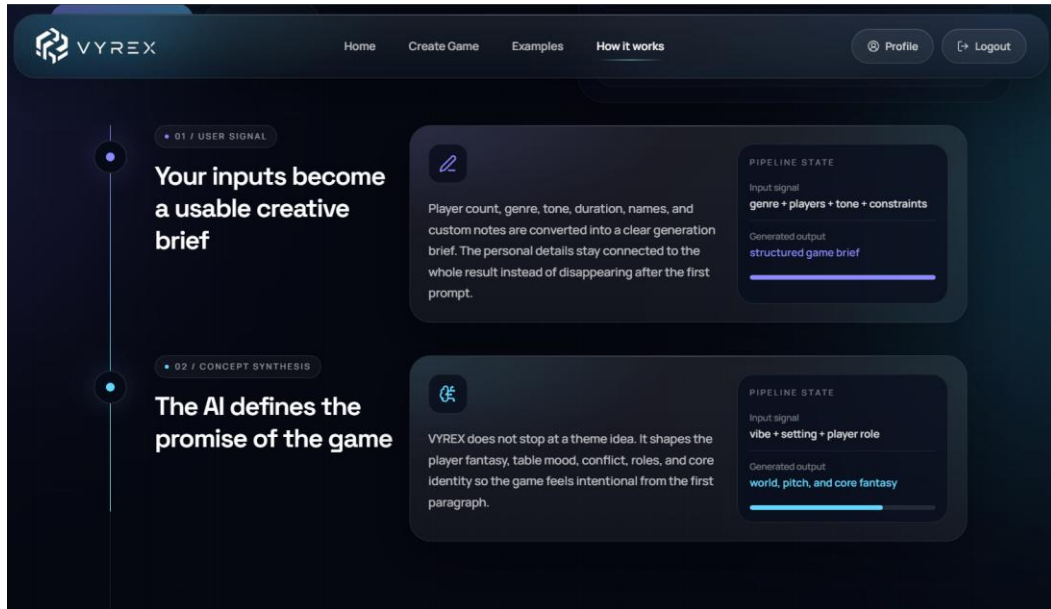 VYREX
Home
Create Game
Examples
How it works
Profile
Logout
01 / USER SIGNAL
Your inputs become
a usable creative
brief
Player count, genre, tone, duration, names, and
custom notes are converted into a clear generation
brief. The personal details stay connected to the
whole result instead of disappearing after the first
prompt.
PIPELINE STATE
Input signal
genre + players + tone + constraints
Generated output
structured game brief
02 / CONCEPT SYNTHESIS
The AI defines the
promise of the game
VYREX does not stop at a theme idea. It shapes the
player fantasy, table mood, conflict, roles, and core
identity so the game feels intentional from the first
paragraph.
PIPELINE STATE
Input signal
vibe + setting + player role
Generated output
world, pitch, and core fantasy